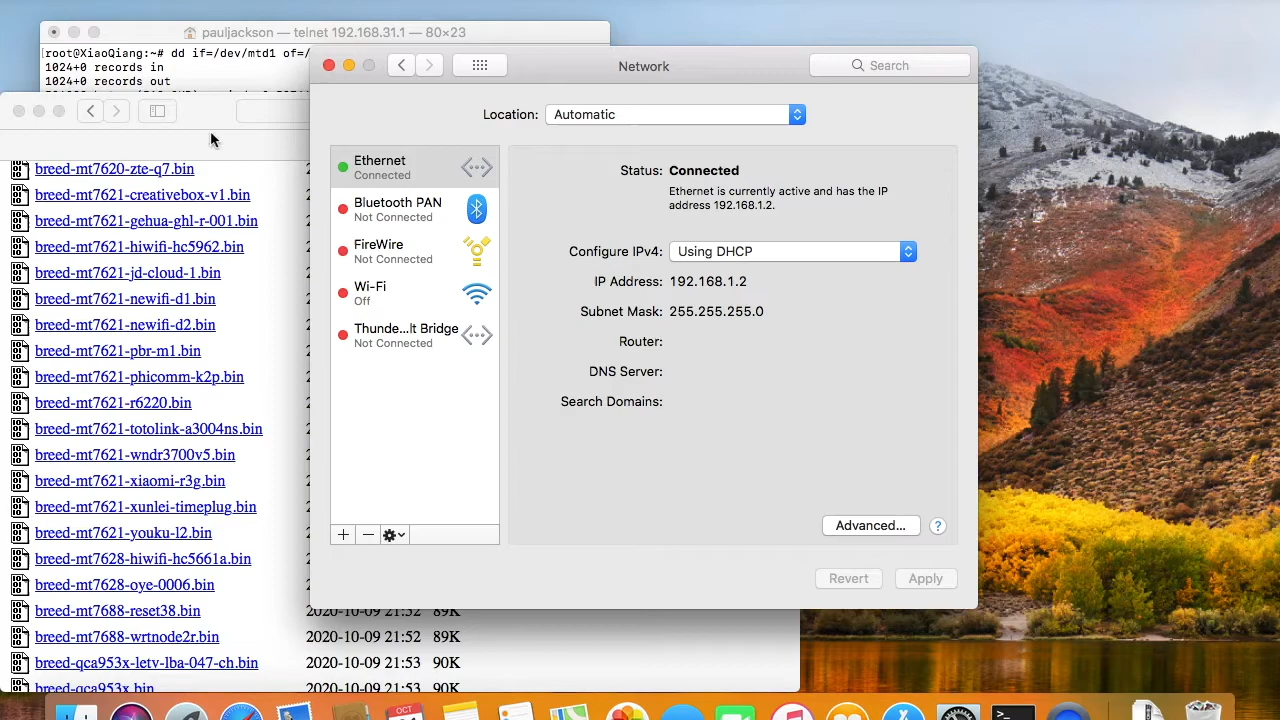 pauljackson — telnet 192.168.31.1 — 80×23
[root@XiaoQiang:~# dd if=/dev/mtd1 of=/
1024+0 records in
1024+0 records out
Network
Search
Location: Automatic
Ethernet
Connected
Bluetooth PAN
Not Connected
FireWire
Not Connected
Wi-Fi
Off
Thunde...lt Bridge
Not Connected
Status: Connected
Ethernet is currently active and has the IP
address 192.168.1.2.
Configure IPv4: Using DHCP
IP Address: 192.168.1.2
Subnet Mask: 255.255.255.0
Router:
DNS Server:
Search Domains:
Advanced...
?
Revert
Apply
breed-mt7620-zte-q7.bin
breed-mt7621-creativebox-v1.bin
breed-mt7621-gehua-ghl-r-001.bin
breed-mt7621-hiwifi-hc5962.bin
breed-mt7621-jd-cloud-1.bin
breed-mt7621-newifi-d1.bin
breed-mt7621-newifi-d2.bin
breed-mt7621-pbr-m1.bin
breed-mt7621-phicomm-k2p.bin
breed-mt7621-r6220.bin
breed-mt7621-totolink-a3004ns.bin
breed-mt7621-wndr3700v5.bin
breed-mt7621-xiaomi-r3g.bin
breed-mt7621-xunlei-timeplug.bin
breed-mt7621-youku-l2.bin
breed-mt7628-hiwifi-hc5661a.bin
breed-mt7628-oye-0006.bin
breed-mt7688-reset38.bin 2020-10-09 21:52 89K
breed-mt7688-wrtnode2r.bin 2020-10-09 21:52 90K
breed-qca953x-letv-lba-047-ch.bin 2020-10-09 21:53 90K
breed-qca953x.bin 2020-10-09 21:53 90K
OCT